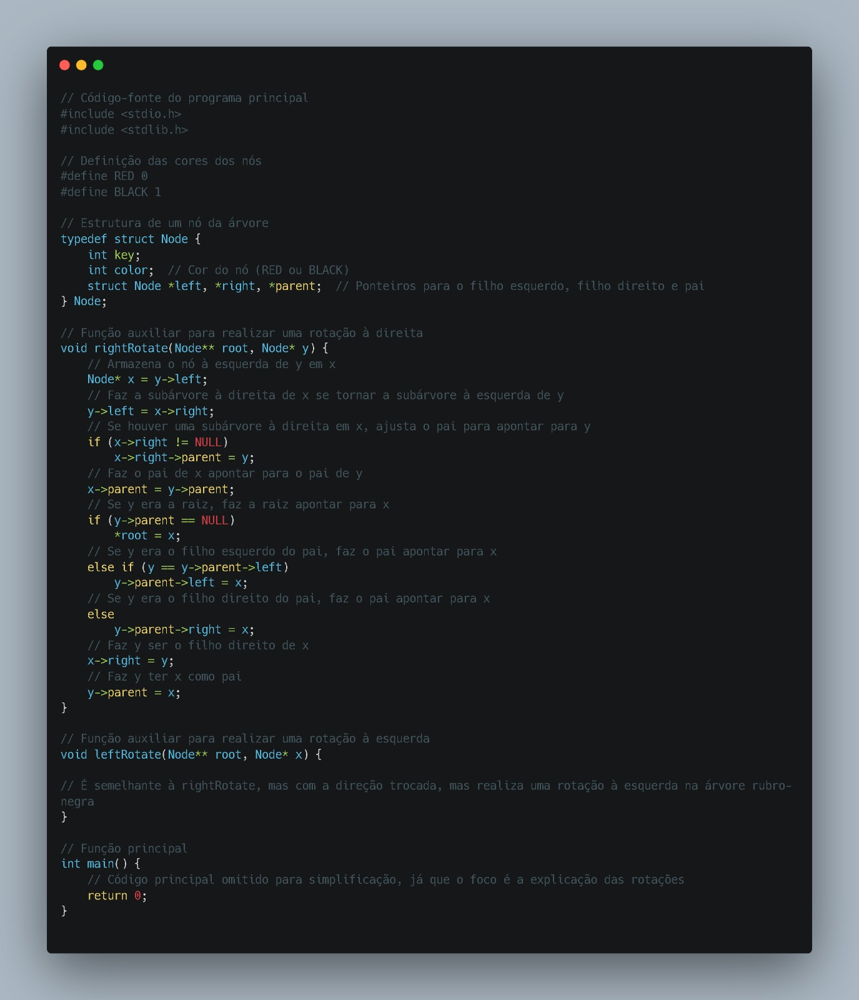 // Código-fonte do programa principal
#include <stdio.h>
#include <stdlib.h>
// Definição das cores dos nós
#define RED 0
#define BLACK 1
// Estrutura de um nó da árvore
typedef struct Node {
int key;
int color;  // Cor do nó (RED ou BLACK)
struct Node *left, *right, *parent;  // Ponteiros para o filho esquerdo, filho direito e pai
} Node;
// Função auxiliar para realizar uma rotação à direita
void rightRotate(Node** root, Node* y) {
// Armazena o nó à esquerda de y em x
Node* x = y->left;
// Faz a subárvore à direita de x se tornar a subárvore à esquerda de y
y->left = x->right;
// Se houver uma subárvore à direita em x, ajusta o pai para apontar para y
if (x->right != NULL)
x->right->parent = y;
// Faz o pai de x apontar para o pai de y
x->parent = y->parent;
// Se y era a raiz, faz a raiz apontar para x
if (y->parent == NULL)
*root = x;
// Se y era o filho esquerdo do pai, faz o pai apontar para x
else if (y == y->parent->left)
y->parent->left = x;
// Se y era o filho direito do pai, faz o pai apontar para x
else
y->parent->right = x;
// Faz y ser o filho direito de x
x->right = y;
// Faz y ter x como pai
y->parent = x;
}
// Função auxiliar para realizar uma rotação à esquerda
void leftRotate(Node** root, Node* x) {
// É semelhante à rightRotate, mas com a direção trocada, mas realiza uma rotação à esquerda na árvore rubro-
negra
}
// Função principal
int main() {
// Código principal omitido para simplificação, já que o foco é a explicação das rotações
return 0;
}